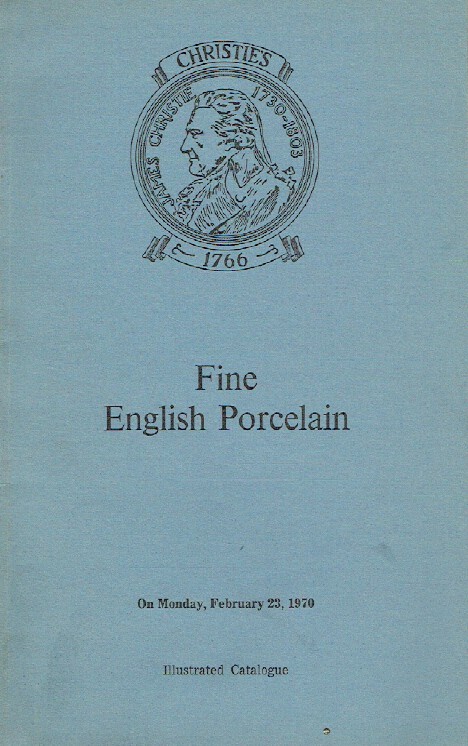 CHRISTIE'S
JAMES CHRISTIE 1730-1803
1766
Fine
English Porcelain
On Monday, February 23, 1970
Illustrated Catalogue